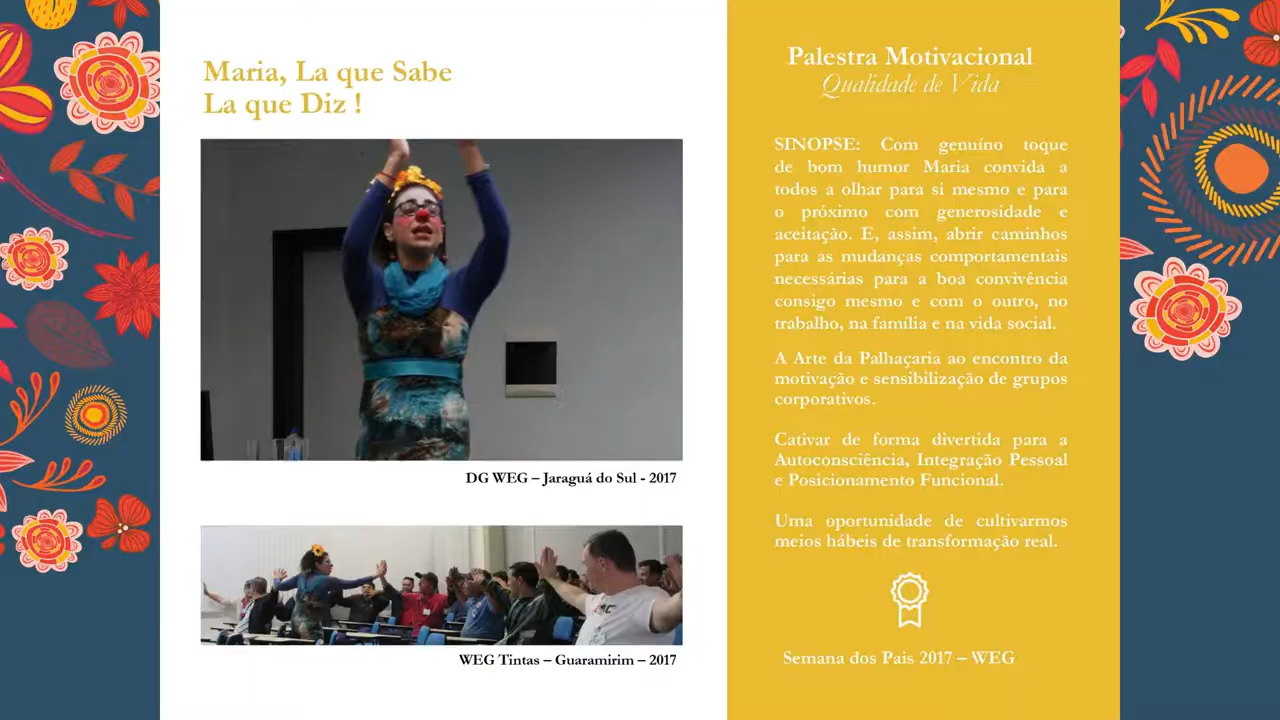 Maria, La que Sabe
La que Diz !
DG WEG – Jaraguá do Sul - 2017
WEG Tintas – Guaramirim – 2017
Palestra Motivacional
Qualidade de Vida
SINOPSE: Com genuíno toque
de bom humor Maria convida a
todos a olhar para si mesmo e para
o próximo com generosidade e
aceitação. E, assim, abrir caminhos
para as mudanças comportamentais
necessárias para a boa convivência
consigo mesmo e com o outro, no
trabalho, na família e na vida social.
A Arte da Palhaçaria ao encontro da
motivação e sensibilização de grupos
corporativos.
Cativar de forma divertida para a
Autoconsciência, Integração Pessoal
e Posicionamento Funcional.
Uma oportunidade de cultivarmos
meios hábeis de transformação real.
Semana dos Pais 2017 – WEG